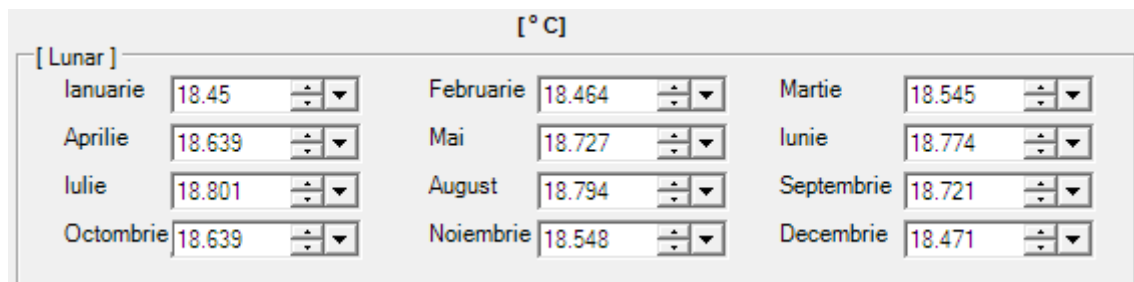 [°C]
[ Lunar ]
Ianuarie 18.45 Februarie 18.464 Martie 18.545
Aprilie 18.639 Mai 18.727 Iunie 18.774
Iulie 18.801 August 18.794 Septembrie 18.721
Octombrie 18.639 Noiembrie 18.548 Decembrie 18.471